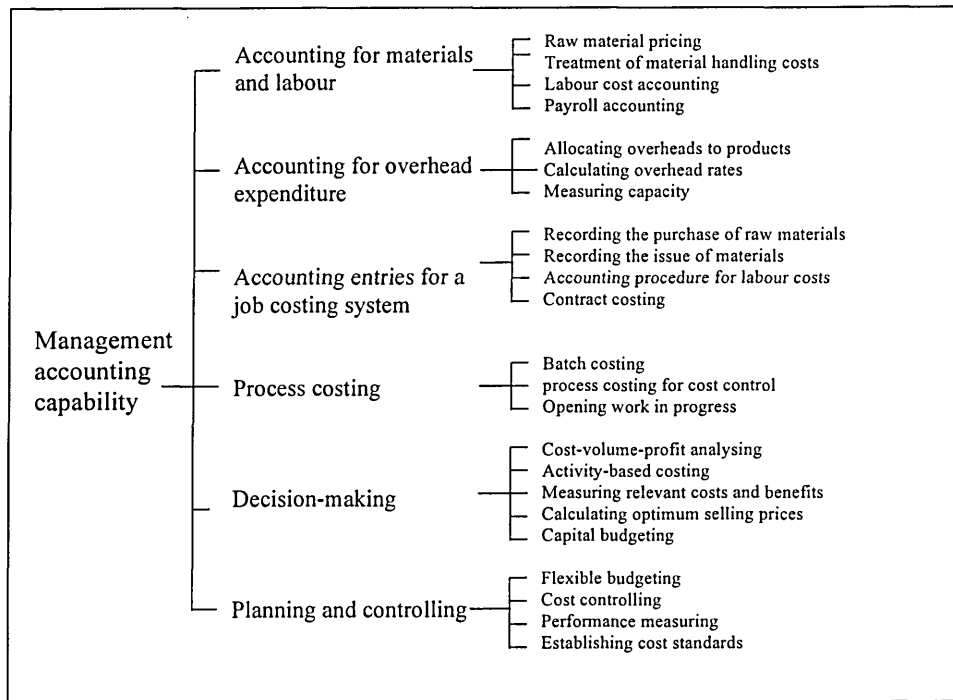 Management
accounting
capability
Accounting for materials
and labour
Raw material pricing
Treatment of material handling costs
Labour cost accounting
Payroll accounting
Accounting for overhead
expenditure
Allocating overheads to products
Calculating overhead rates
Measuring capacity
Accounting entries for a
job costing system
Recording the purchase of raw materials
Recording the issue of materials
Accounting procedure for labour costs
Contract costing
Process costing
Batch costing
process costing for cost control
Opening work in progress
Decision-making
Cost-volume-profit analysing
Activity-based costing
Measuring relevant costs and benefits
Calculating optimum selling prices
Capital budgeting
Planning and controlling
Flexible budgeting
Cost controlling
Performance measuring
Establishing cost standards